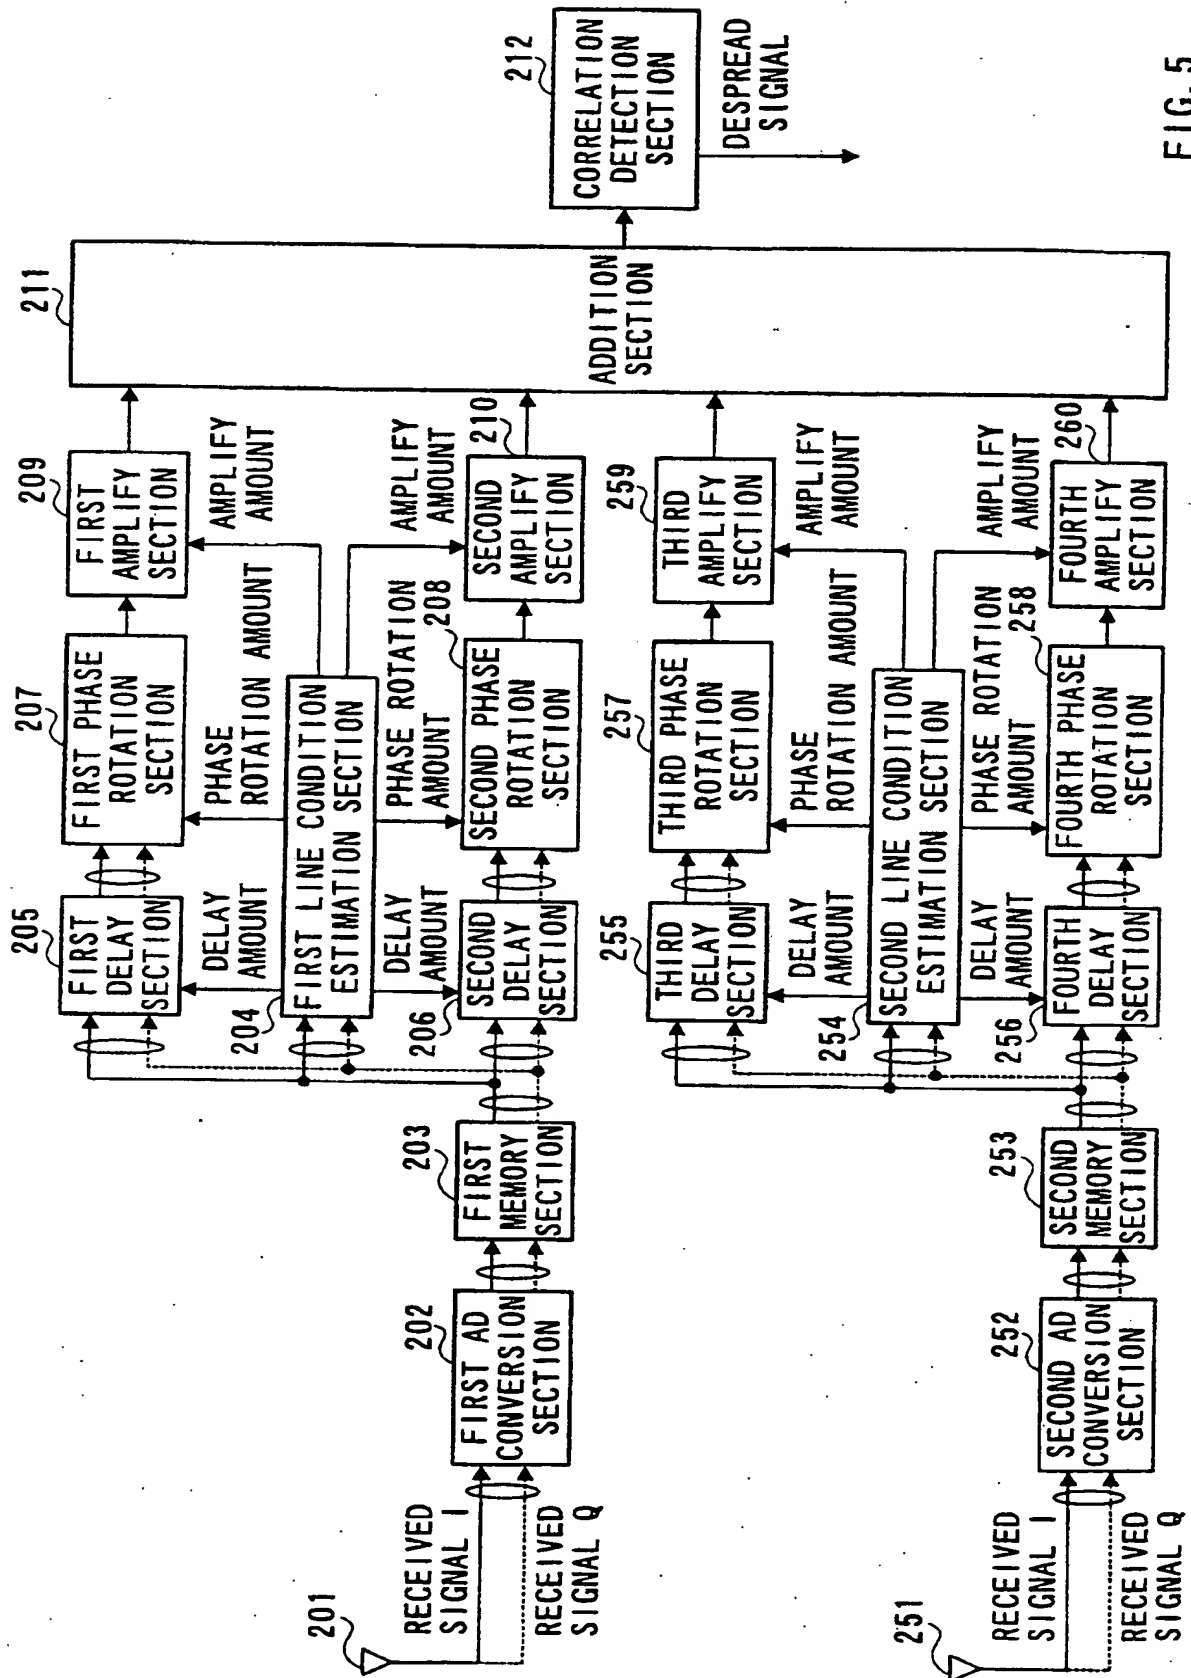 201
RECEIVED
SIGNAL I
RECEIVED
SIGNAL Q
202
FIRST AD
CONVERSION
SECTION
203
FIRST
MEMORY
SECTION
204
FIRST LINE CONDITION
ESTIMATION SECTION
205
FIRST
DELAY
SECTION
DELAY
AMOUNT
DELAY
AMOUNT
206
SECOND
DELAY
SECTION
207
FIRST PHASE
ROTATION
SECTION
PHASE
ROTATION AMOUNT
PHASE ROTATION
AMOUNT
208
SECOND PHASE
ROTATION
SECTION
209
FIRST
AMPLIFY
SECTION
AMPLIFY
AMOUNT
AMPLIFY
AMOUNT
210
SECOND
AMPLIFY
SECTION
211
ADDITION
SECTION
212
CORRELATION
DETECTION
SECTION
DESPREAD
SIGNAL
251
RECEIVED
SIGNAL I
RECEIVED
SIGNAL Q
252
SECOND AD
CONVERSION
SECTION
253
SECOND
MEMORY
SECTION
254
SECOND LINE CONDITION
ESTIMATION SECTION
255
THIRD
DELAY
SECTION
DELAY
AMOUNT
DELAY
AMOUNT
256
FOURTH
DELAY
SECTION
257
THIRD PHASE
ROTATION
SECTION
PHASE
ROTATION AMOUNT
PHASE ROTATION
AMOUNT
258
FOURTH PHASE
ROTATION
SECTION
259
THIRD
AMPLIFY
SECTION
AMPLIFY
AMOUNT
AMPLIFY
AMOUNT
260
FOURTH
AMPLIFY
SECTION
FIG. 5